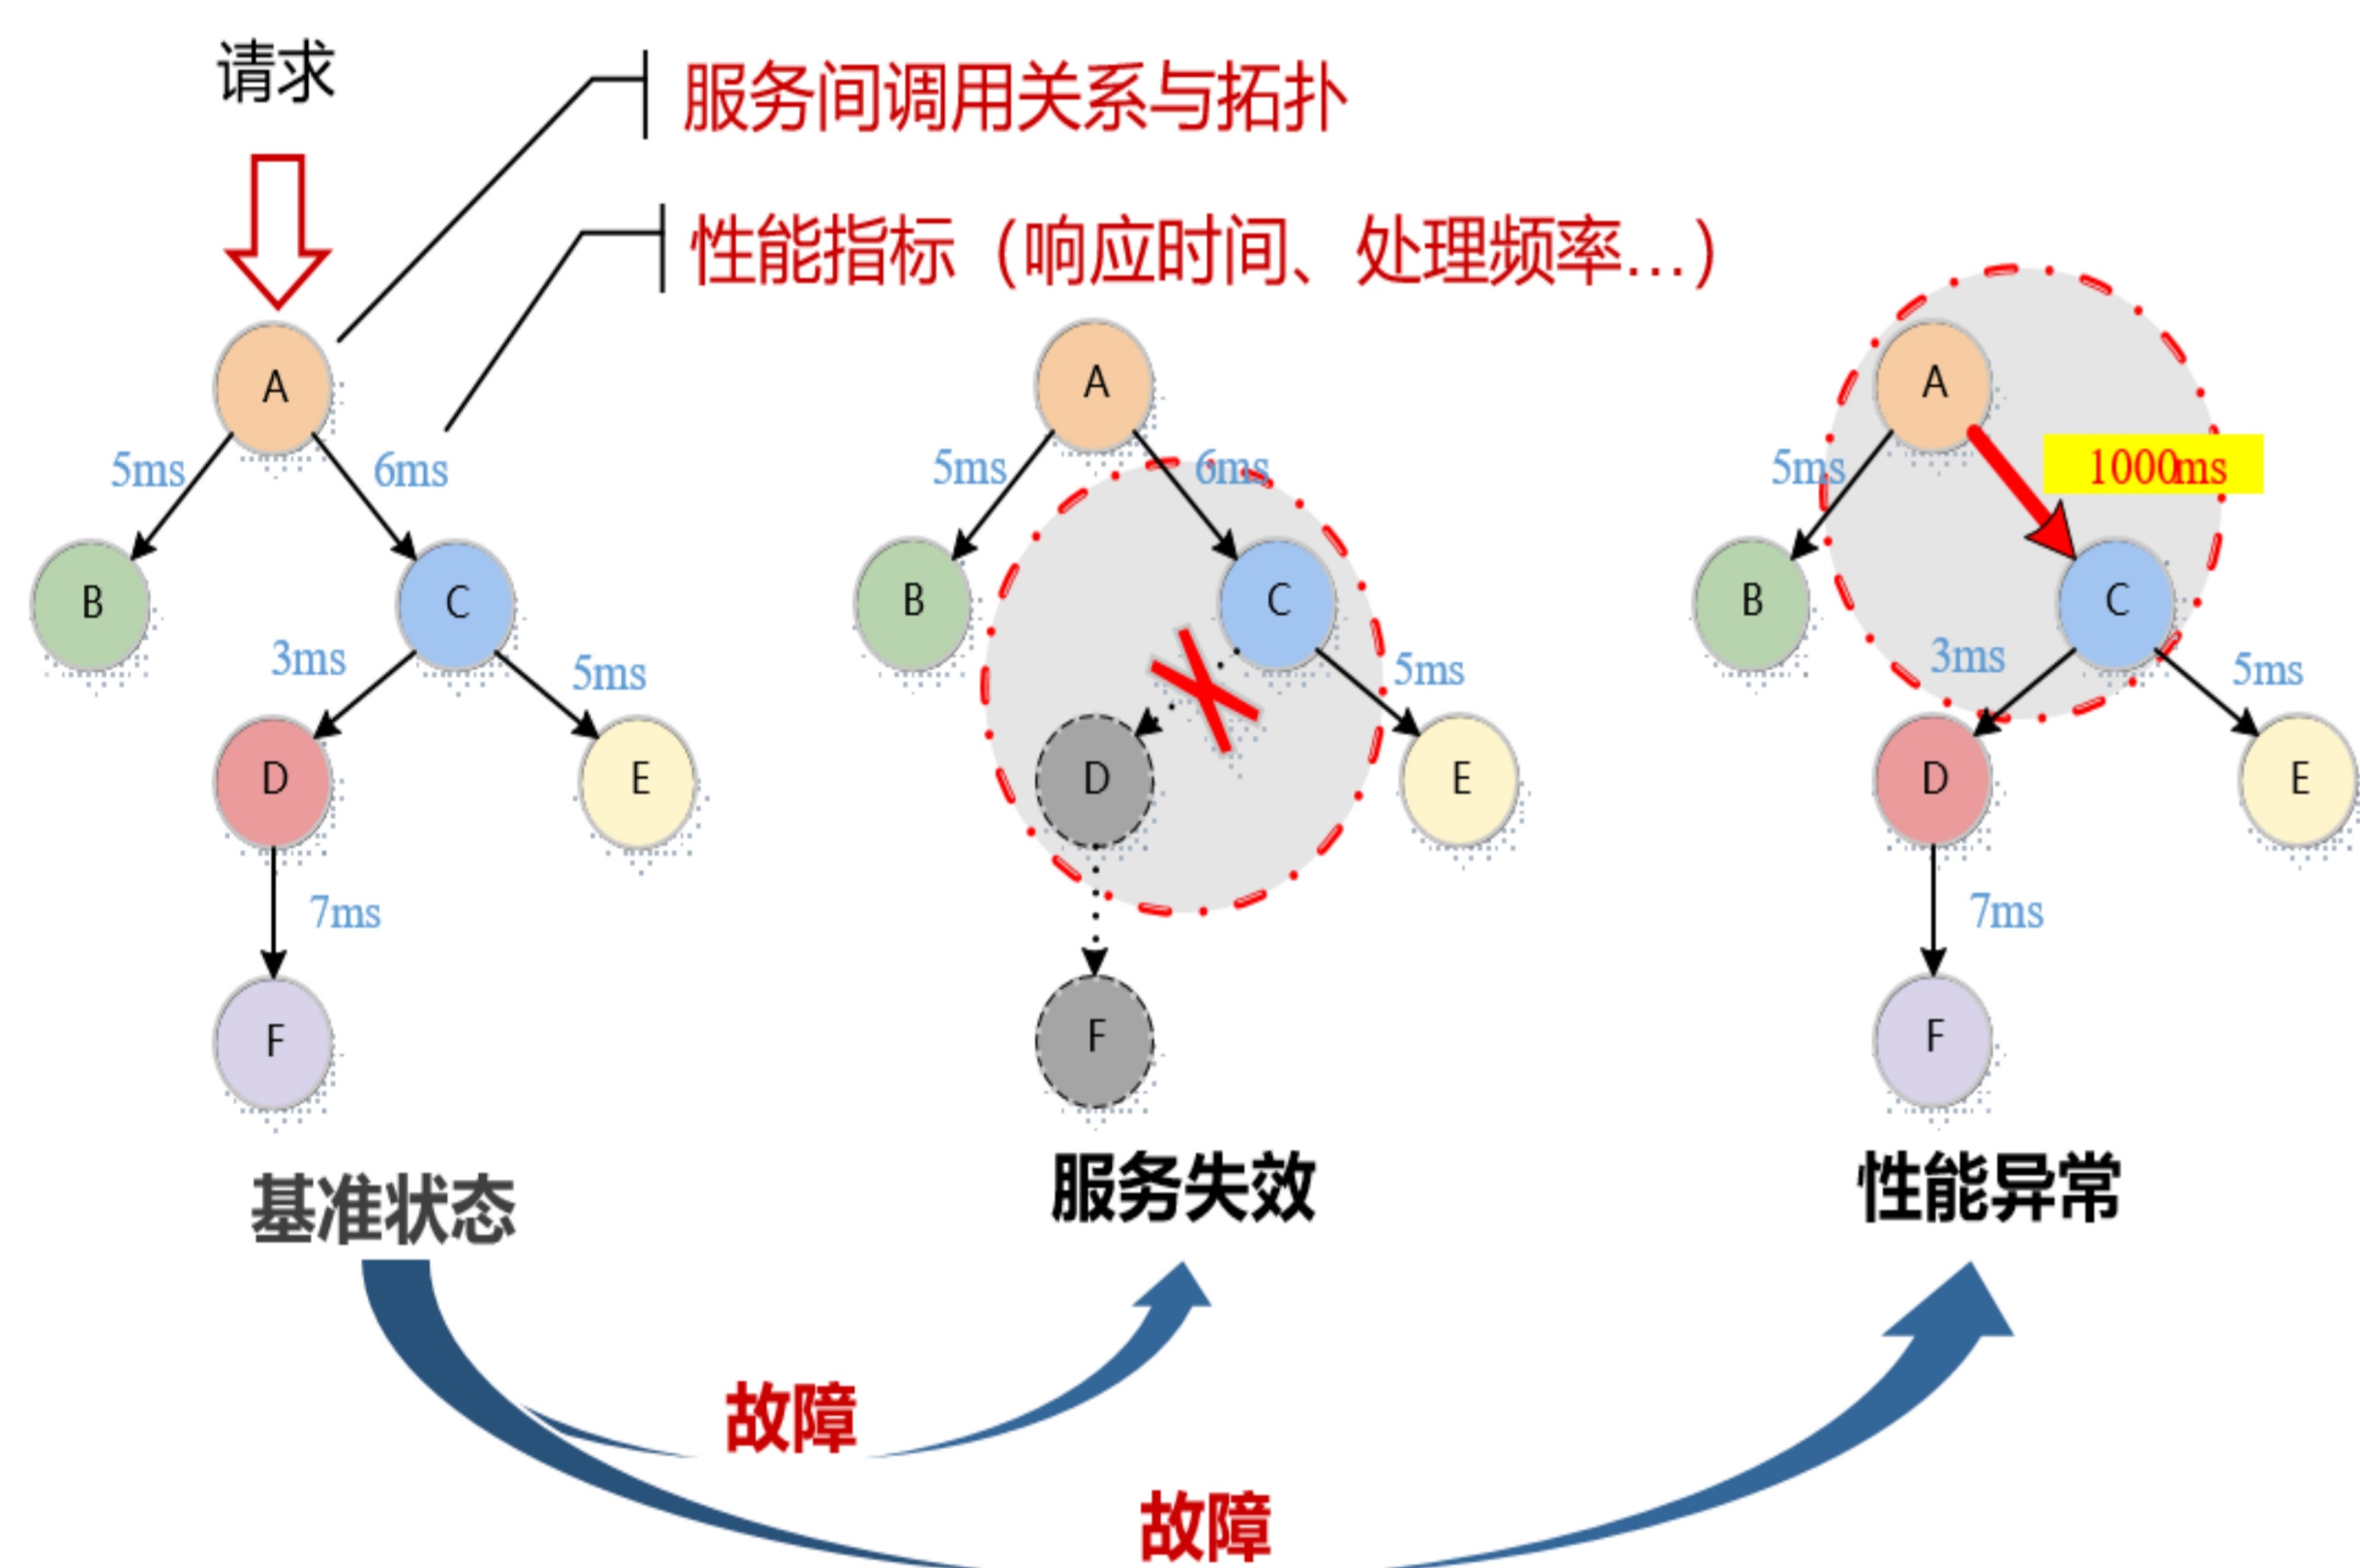 请求
服务间调用关系与拓扑
性能指标（响应时间、处理频率...）
A
5ms
6ms
B
C
3ms
5ms
D
E
7ms
F
基准状态
A
5ms
6ms
B
C
5ms
D
E
F
服务失效
A
5ms
1000ms
B
C
3ms
5ms
D
E
7ms
F
性能异常
故障
故障